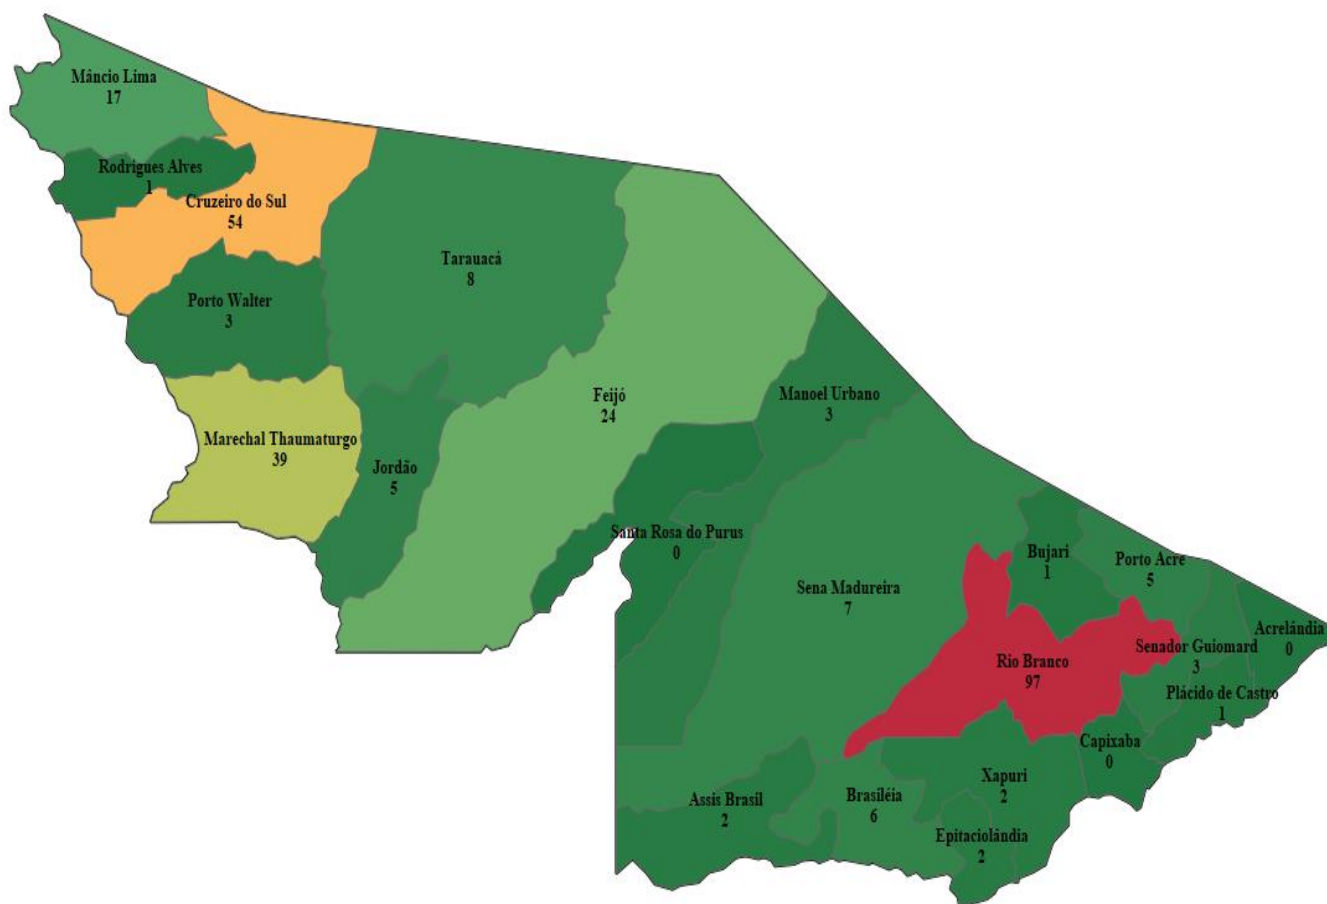 Mâncio Lima
17
Rodrigues Alves
1
Cruzeiro do Sul
54
Tarauacá
8
Porto Walter
3
Feijó
24
Manoel Urbano
3
Marechal Thaumaturgo
39
Jordão
5
Santa Rosa do Purus
0
Bujari
1
Porto Acre
5
Sena Madureira
7
Acrelândia
0
Senador Guiomard
3
Rio Branco
97
Plácido de Castro
1
Capixaba
0
Xapuri
2
Assis Brasil
2
Brasiléia
6
Epitaciolândia
2